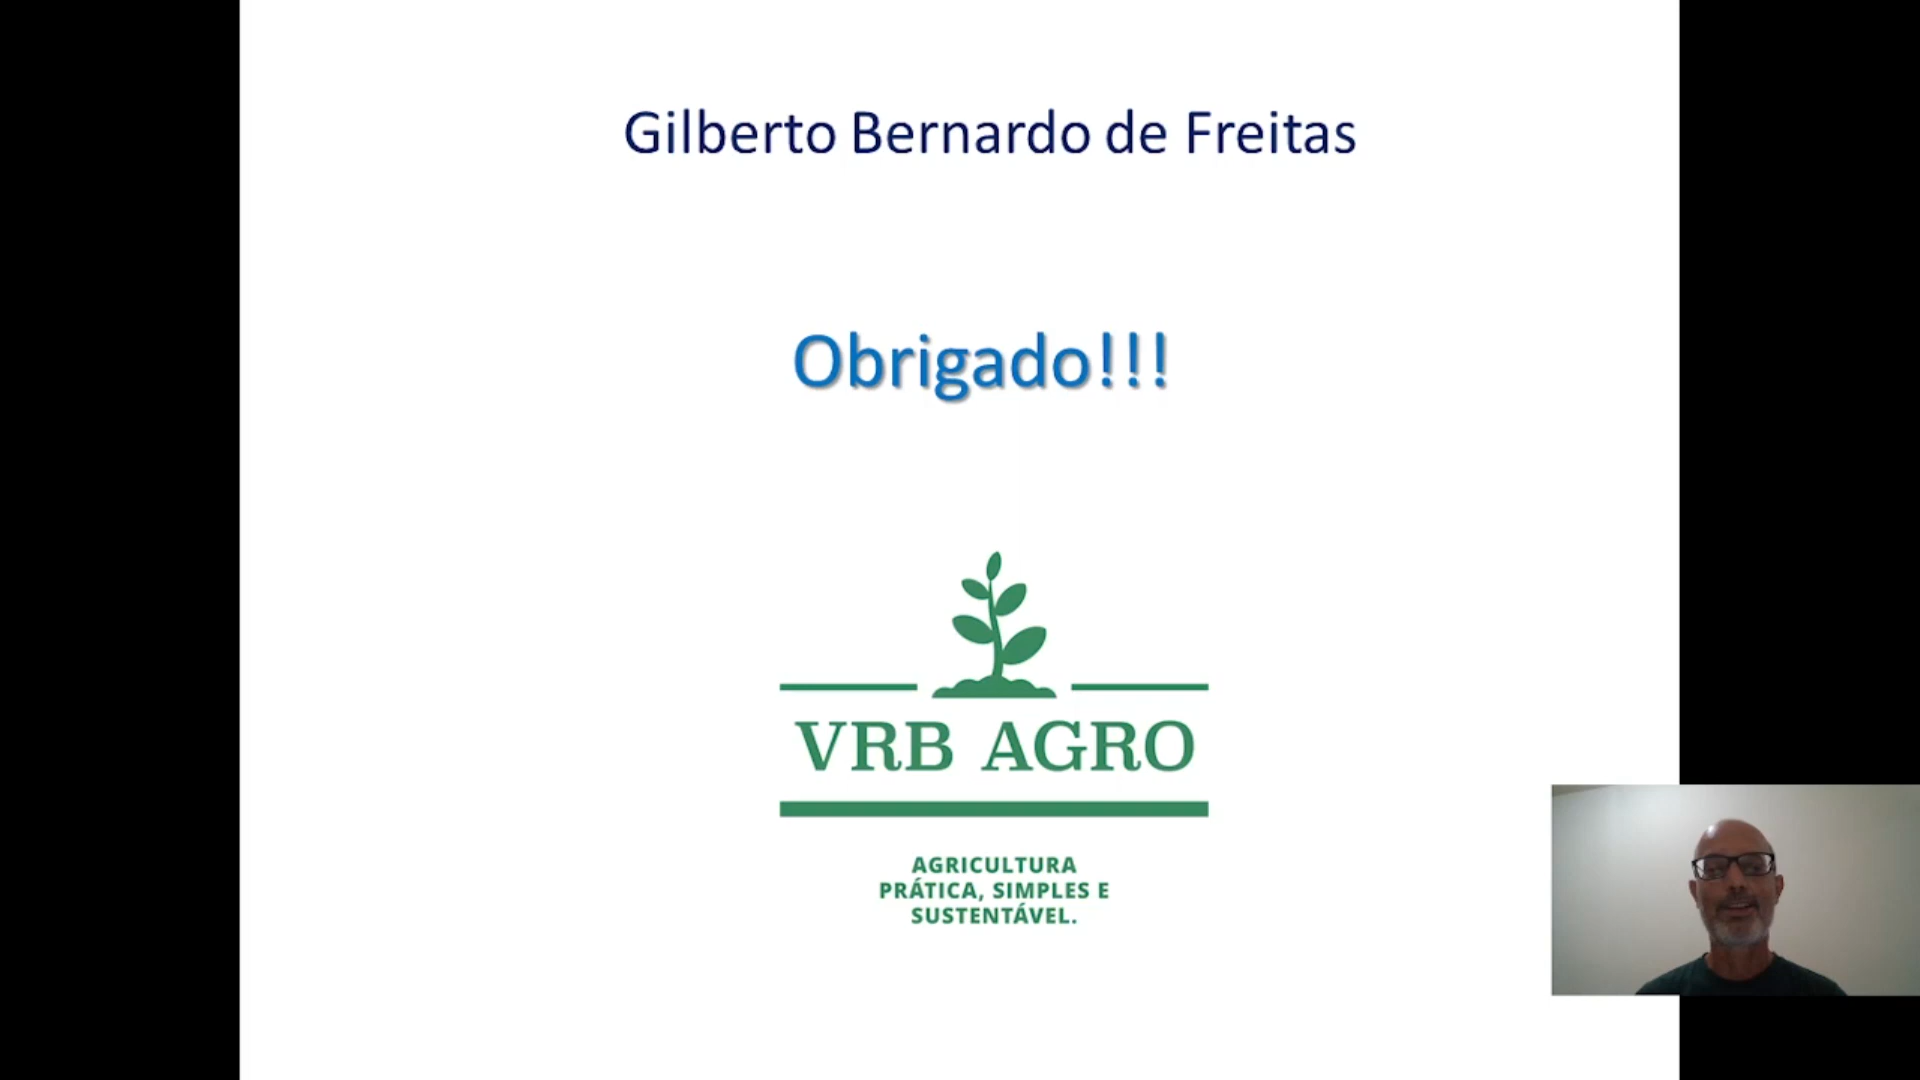 Gilberto Bernardo de Freitas
Obrigado!!!
VRB AGRO
AGRICULTURA
PRÁTICA, SIMPLES E
SUSTENTÁVEL.